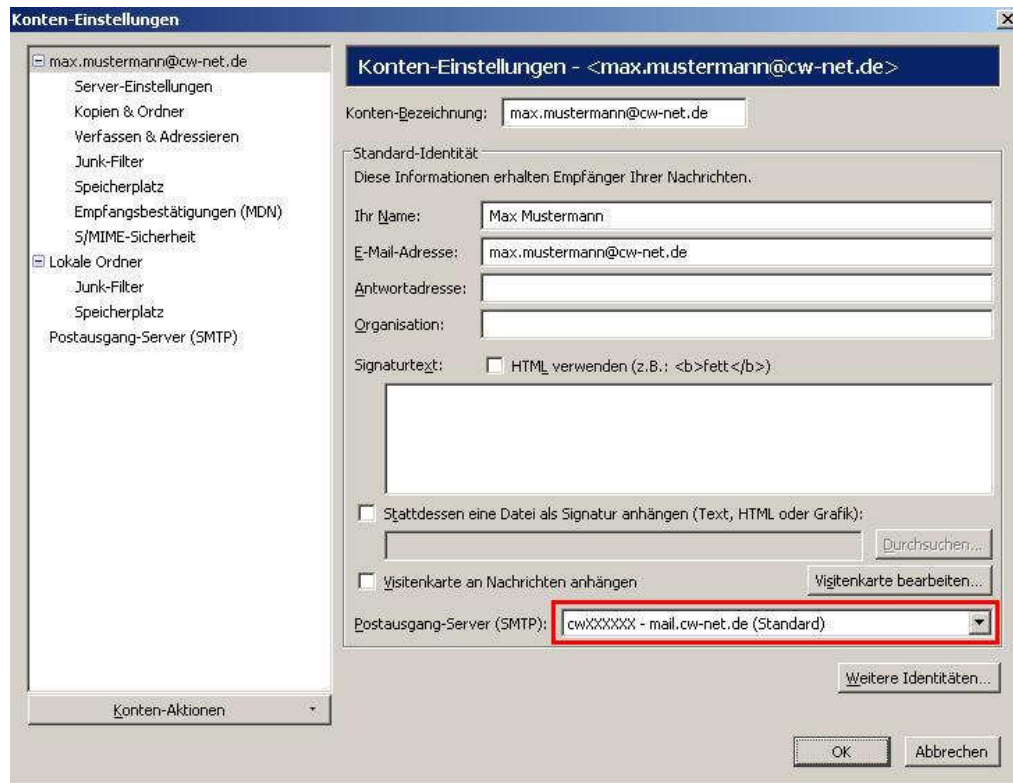 Konten-Einstellungen
max.mustermann@cw-net.de
Server-Einstellungen
Kopien & Ordner
Verfassen & Adressieren
Junk-Filter
Speicherplatz
Empfangsbestätigungen (MDN)
S/MIME-Sicherheit
Lokale Ordner
Junk-Filter
Speicherplatz
Postausgang-Server (SMTP)
Konten-Aktionen
Konten-Einstellungen - <max.mustermann@cw-net.de>
Konten-Bezeichnung: max.mustermann@cw-net.de
Standard-Identität
Diese Informationen erhalten Empfänger Ihrer Nachrichten.
Ihr Name: Max Mustermann
E-Mail-Adresse: max.mustermann@cw-net.de
Antwortadresse:
Organisation:
Signaturtext: HTML verwenden (z.B.: <b>fett</b>)
Stattdessen eine Datei als Signatur anhängen (Text, HTML oder Grafik):
Durchsuchen...
Visitenkarte an Nachrichten anhängen Visitenkarte bearbeiten...
Postausgang-Server (SMTP): cwXXXXXX - mail.cw-net.de (Standard)
Weitere Identitäten...
OK Abbrechen